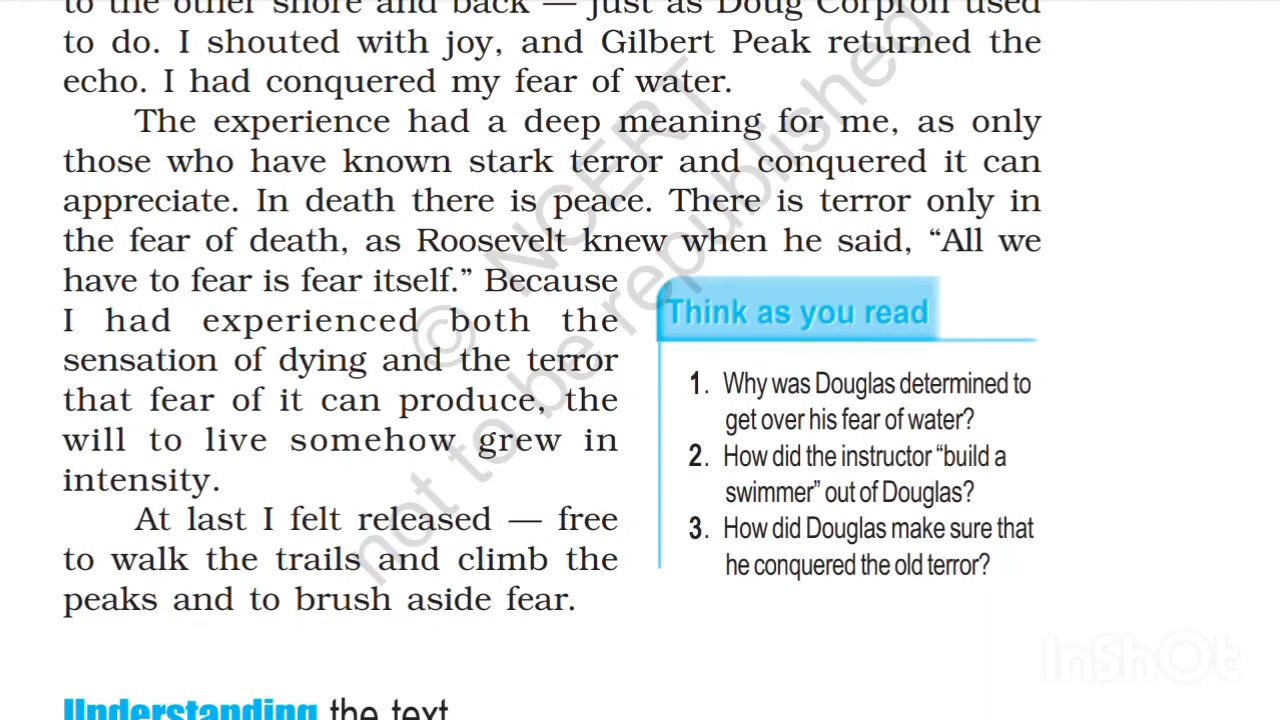 to the other shore and back — just as Doug Corpron used
to do. I shouted with joy, and Gilbert Peak returned the
echo. I had conquered my fear of water.
The experience had a deep meaning for me, as only
those who have known stark terror and conquered it can
appreciate. In death there is peace. There is terror only in
the fear of death, as Roosevelt knew when he said, “All we
have to fear is fear itself.” Because
I had experienced both the
sensation of dying and the terror
that fear of it can produce, the
will to live somehow grew in
intensity.
At last I felt released — free
to walk the trails and climb the
peaks and to brush aside fear.
Think as you read
1. Why was Douglas determined to
get over his fear of water?
2. How did the instructor “build a
swimmer” out of Douglas?
3. How did Douglas make sure that
he conquered the old terror?
Understanding the text
© NCERT
not to be republished
InShOt